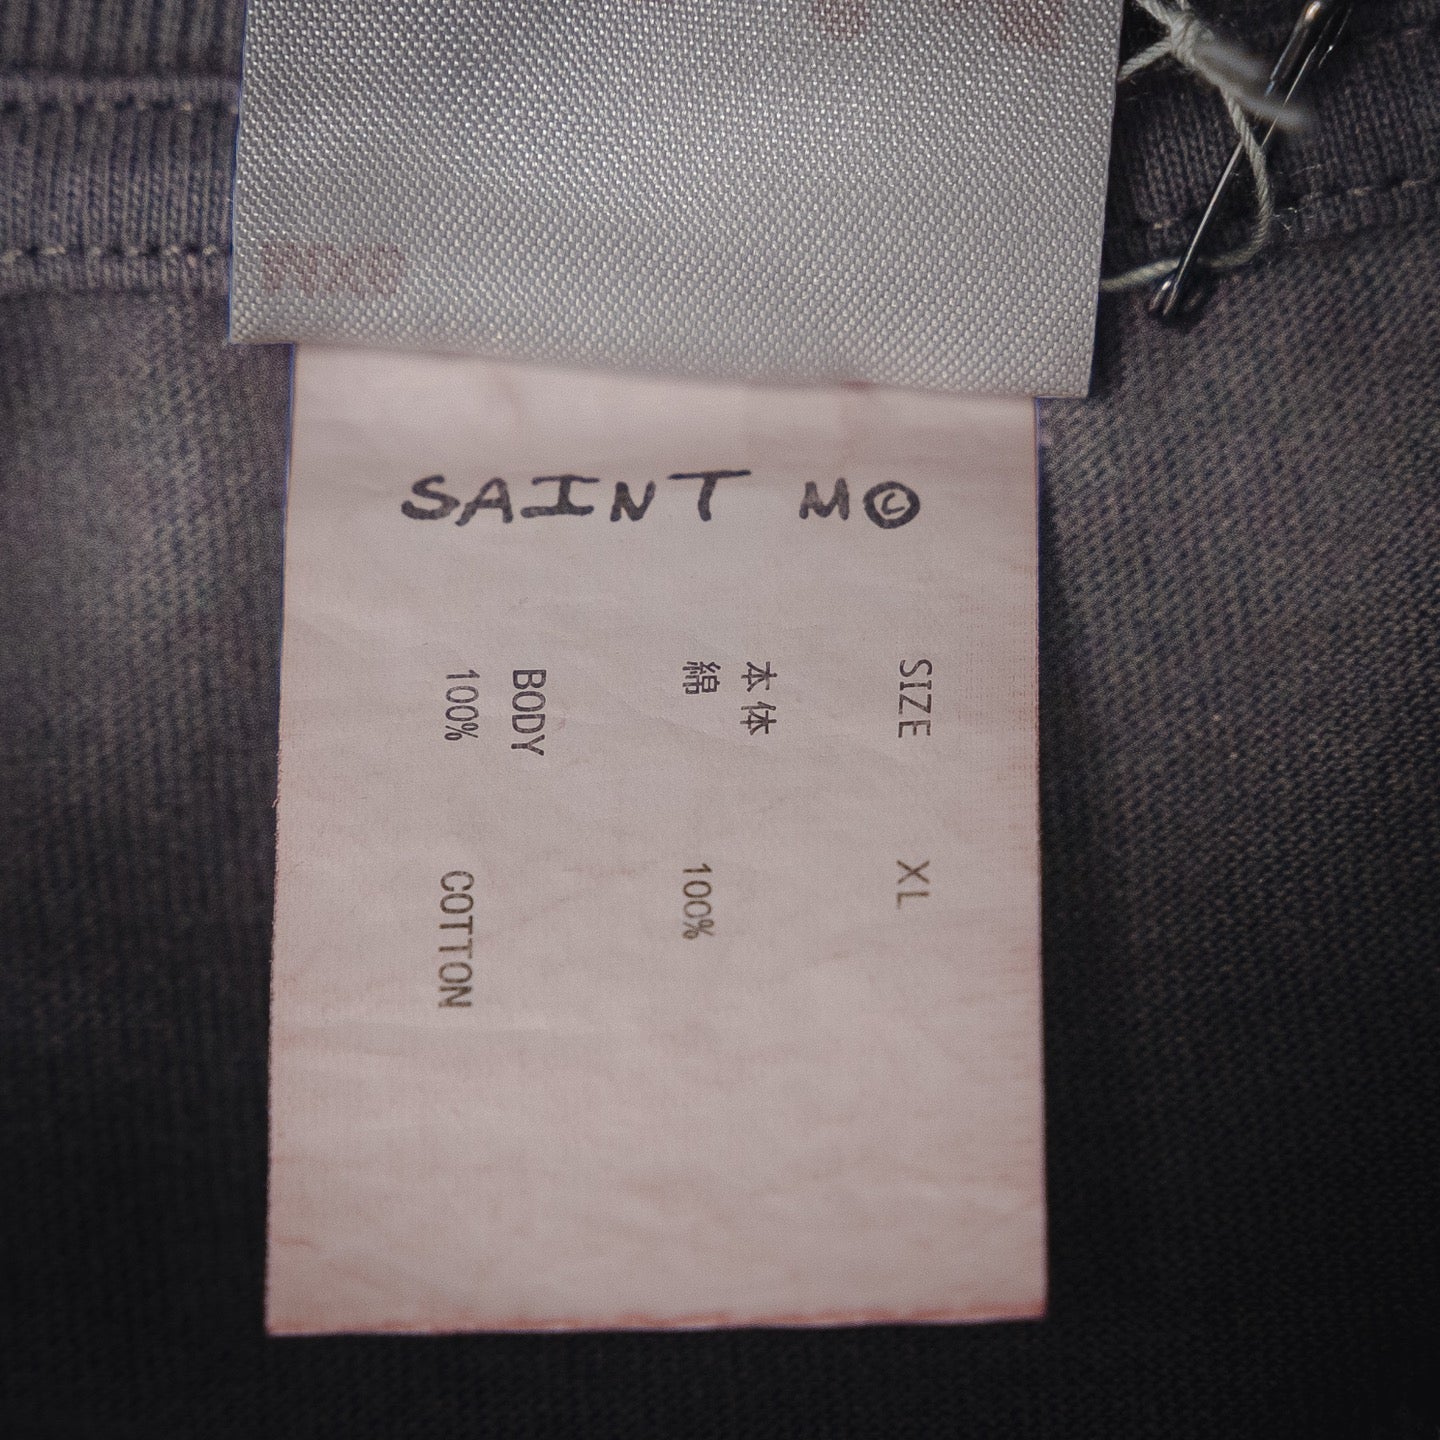 SAINT M©
SIZE XL
本体
綿 100%
BODY
100% COTTON